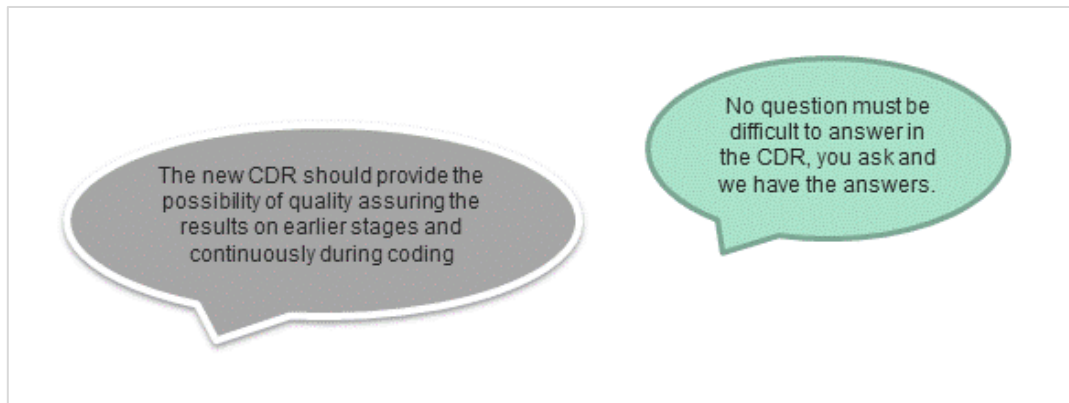 The new CDR should provide the
possibility of quality assuring the
results on earlier stages and
continuously during coding
No question must be
difficult to answer in
the CDR, you ask and
we have the answers.